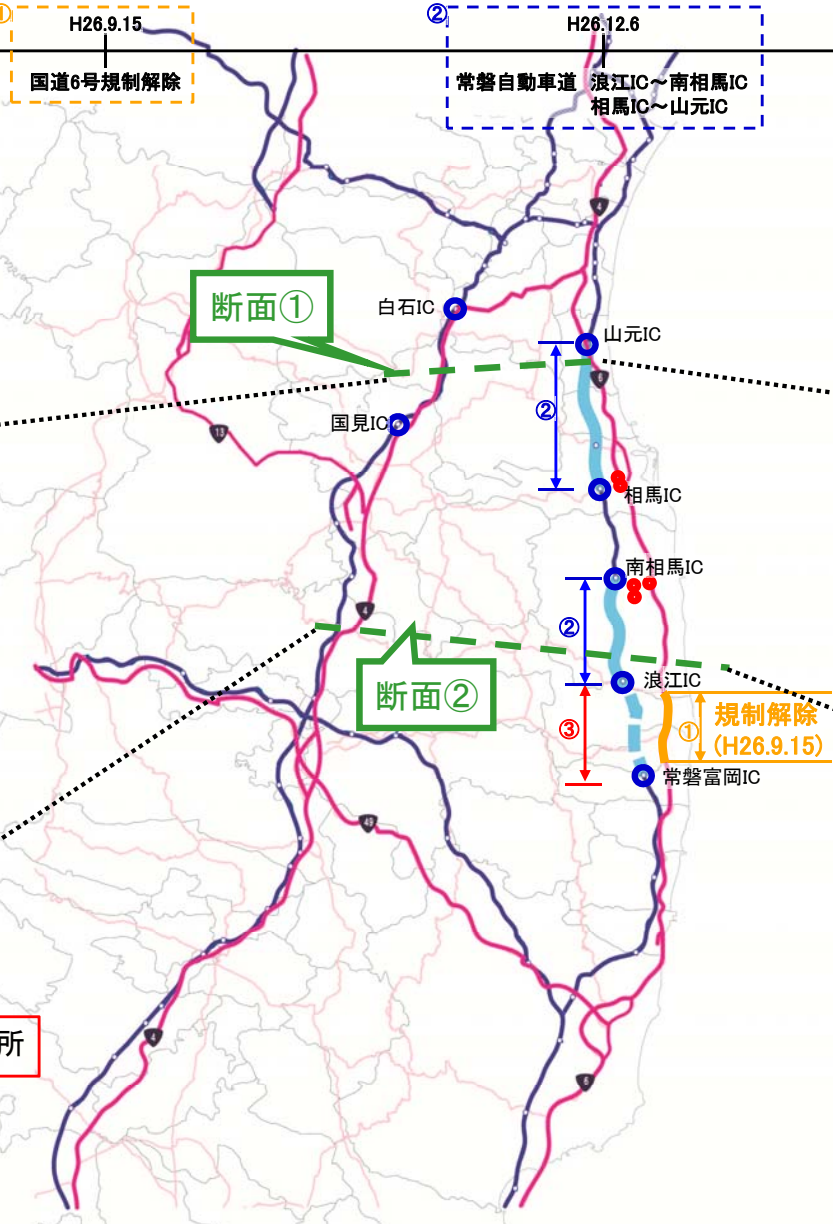 ①
H26.9.15
国道6号規制解除
②
H26.12.6
常磐自動車道 浪江IC～南相馬IC
相馬IC～山元IC
4
断面①
白石IC
山元IC
6
②
国見IC
13
相馬IC
南相馬IC
4
②
断面②
浪江IC
③
①
規制解除
(H26.9.15)
常磐富岡IC
49
所
4
6